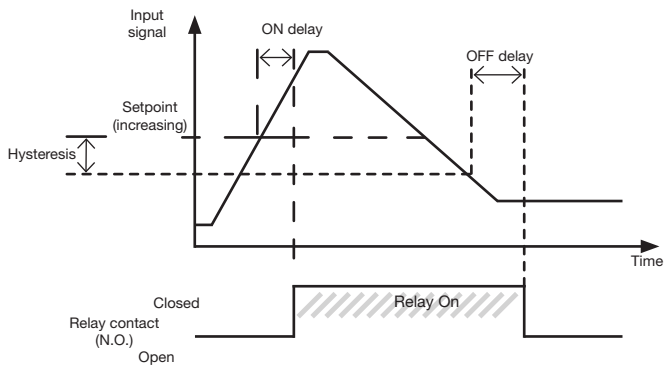 Input
signal
ON delay
OFF delay
Setpoint
(increasing)
Hysteresis
Time
Closed
Relay On
Relay contact
(N.O.)
Open